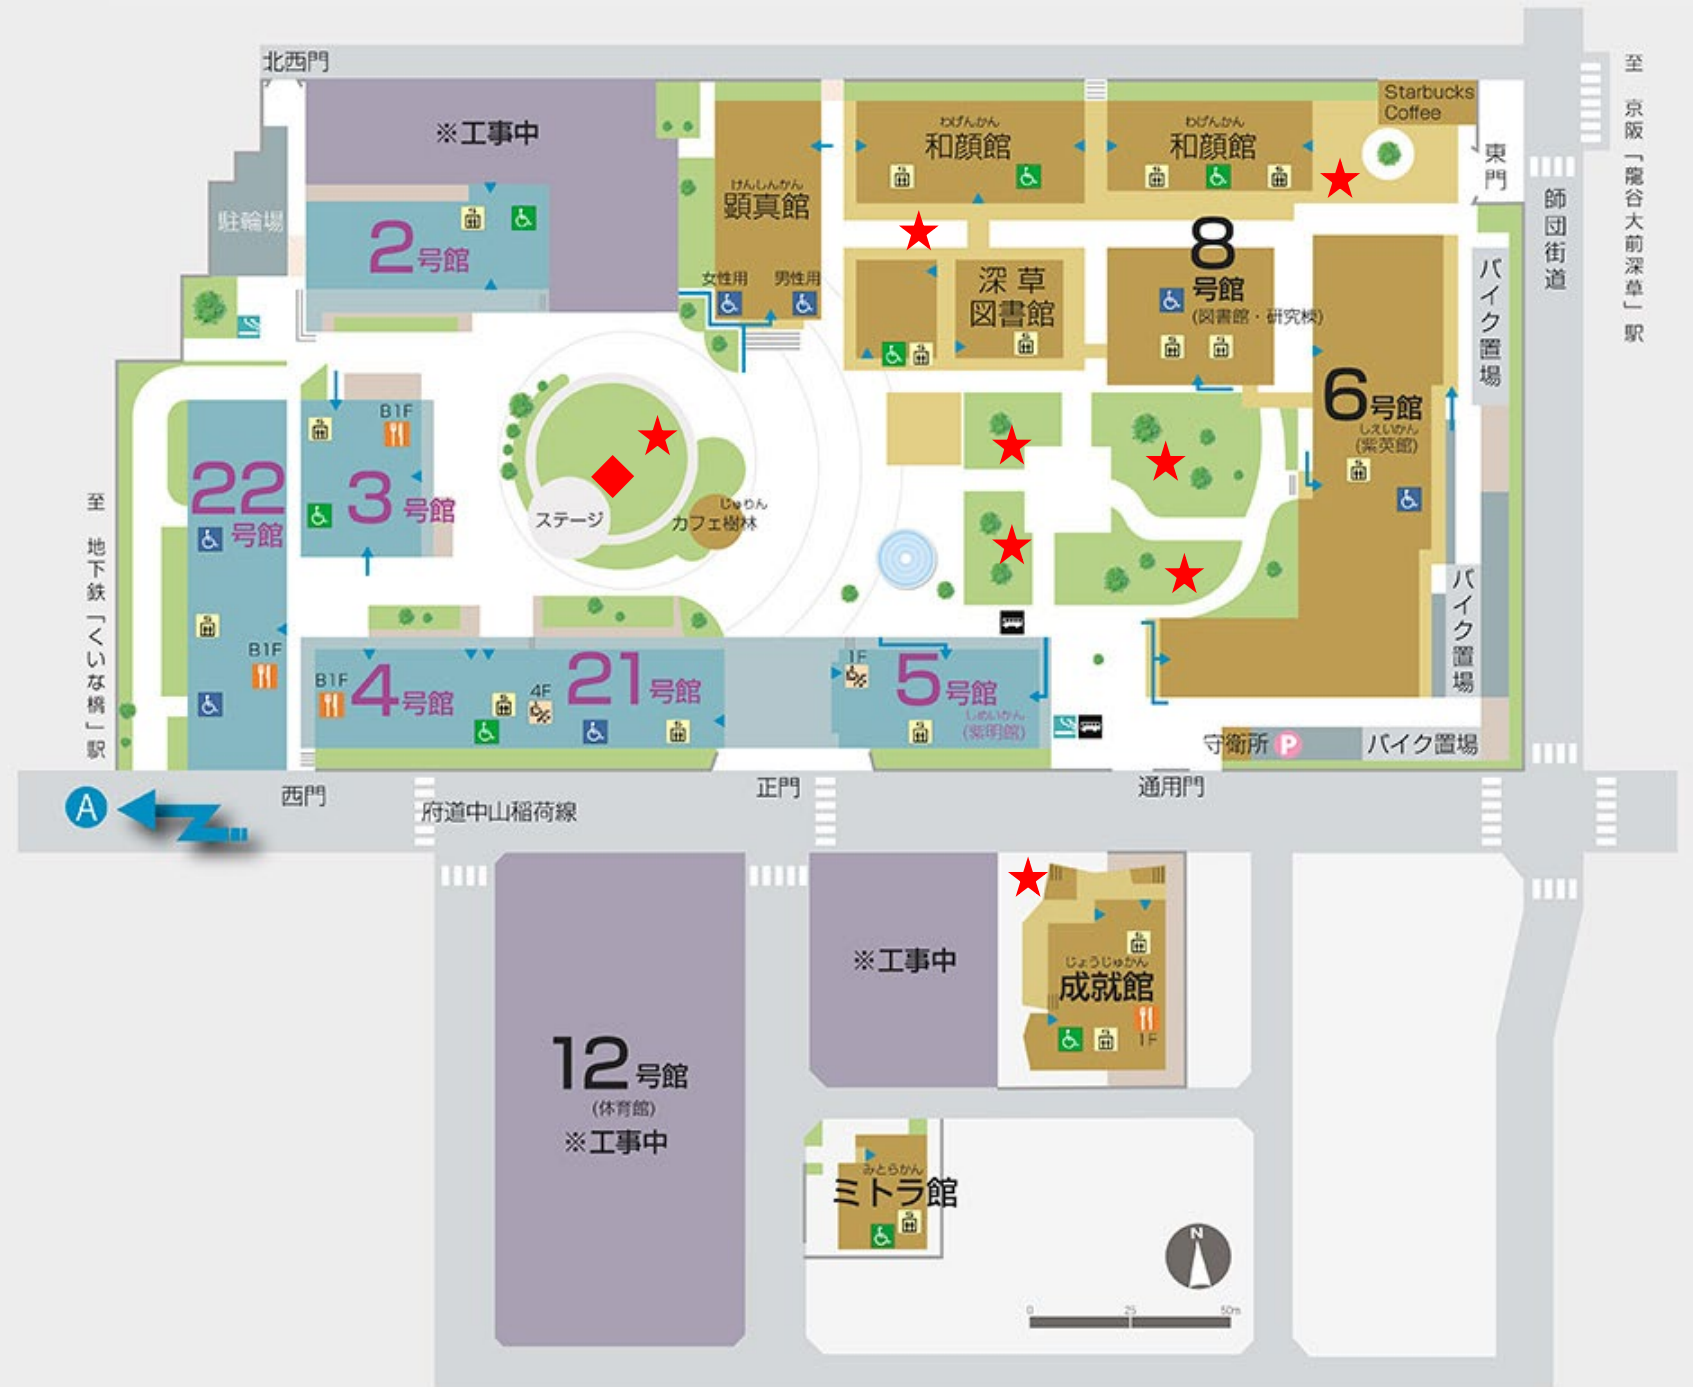 北西門
※工事中
駐輪場
2号館
けんしんかん
顕真館
女性用
男性用
わげんかん
和顔館
わげんかん
和顔館
Starbucks
Coffee
東門
至 京阪「龍谷大前深草」駅
師団街道
バイク置場
深草
図書館
8
号館
(図書館・研究棟)
6号館
しえいかん
(紫英館)
バイク置場
B1F
3号館
22
号館
B1F
ステージ
じゅりん
カフェ樹林
至 地下鉄「くいな橋」駅
B1F
4号館
4F
21号館
1F
5号館
しめいかん
(紫明館)
守衛所 P
バイク置場
A
西門
府道中山稲荷線
正門
通用門
※工事中
じょうじゅかん
成就館
1F
12号館
(体育館)
※工事中
みとらかん
ミトラ館
N
0 25 50m